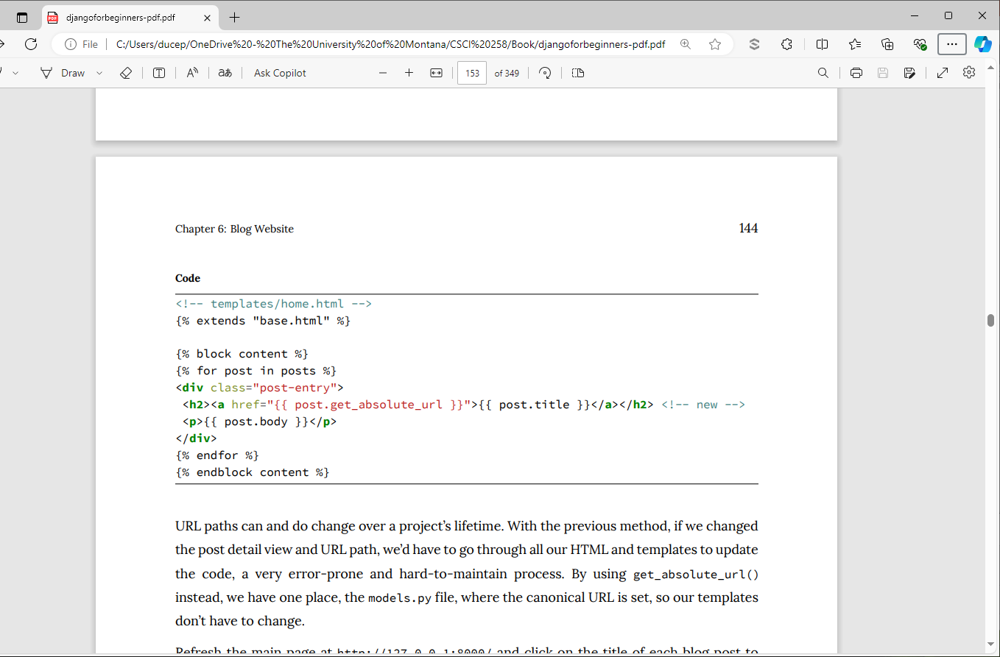 djangoforbeginners-pdf.pdf
File
C:/Users/ducep/OneDrive%20-%20The%20University%20of%20Montana/CSCI%20258/Book/djangoforbeginners-pdf.pdf
Draw
Ask Copilot
153
of 349
Chapter 6: Blog Website
144
Code
<!-- templates/home.html -->
{% extends "base.html" %}
{% block content %}
{% for post in posts %}
<div class="post-entry">
<h2><a href="{{ post.get_absolute_url }}">{{ post.title }}</a></h2> <!-- new -->
<p>{{ post.body }}</p>
</div>
{% endfor %}
{% endblock content %}
URL paths can and do change over a project’s lifetime. With the previous method, if we changed
the post detail view and URL path, we’d have to go through all our HTML and templates to update
the code, a very error-prone and hard-to-maintain process. By using get_absolute_url()
instead, we have one place, the models.py file, where the canonical URL is set, so our templates
don’t have to change.
Refresh the main page at http://127.0.0.1:8000/ and click on the title of each blog post to